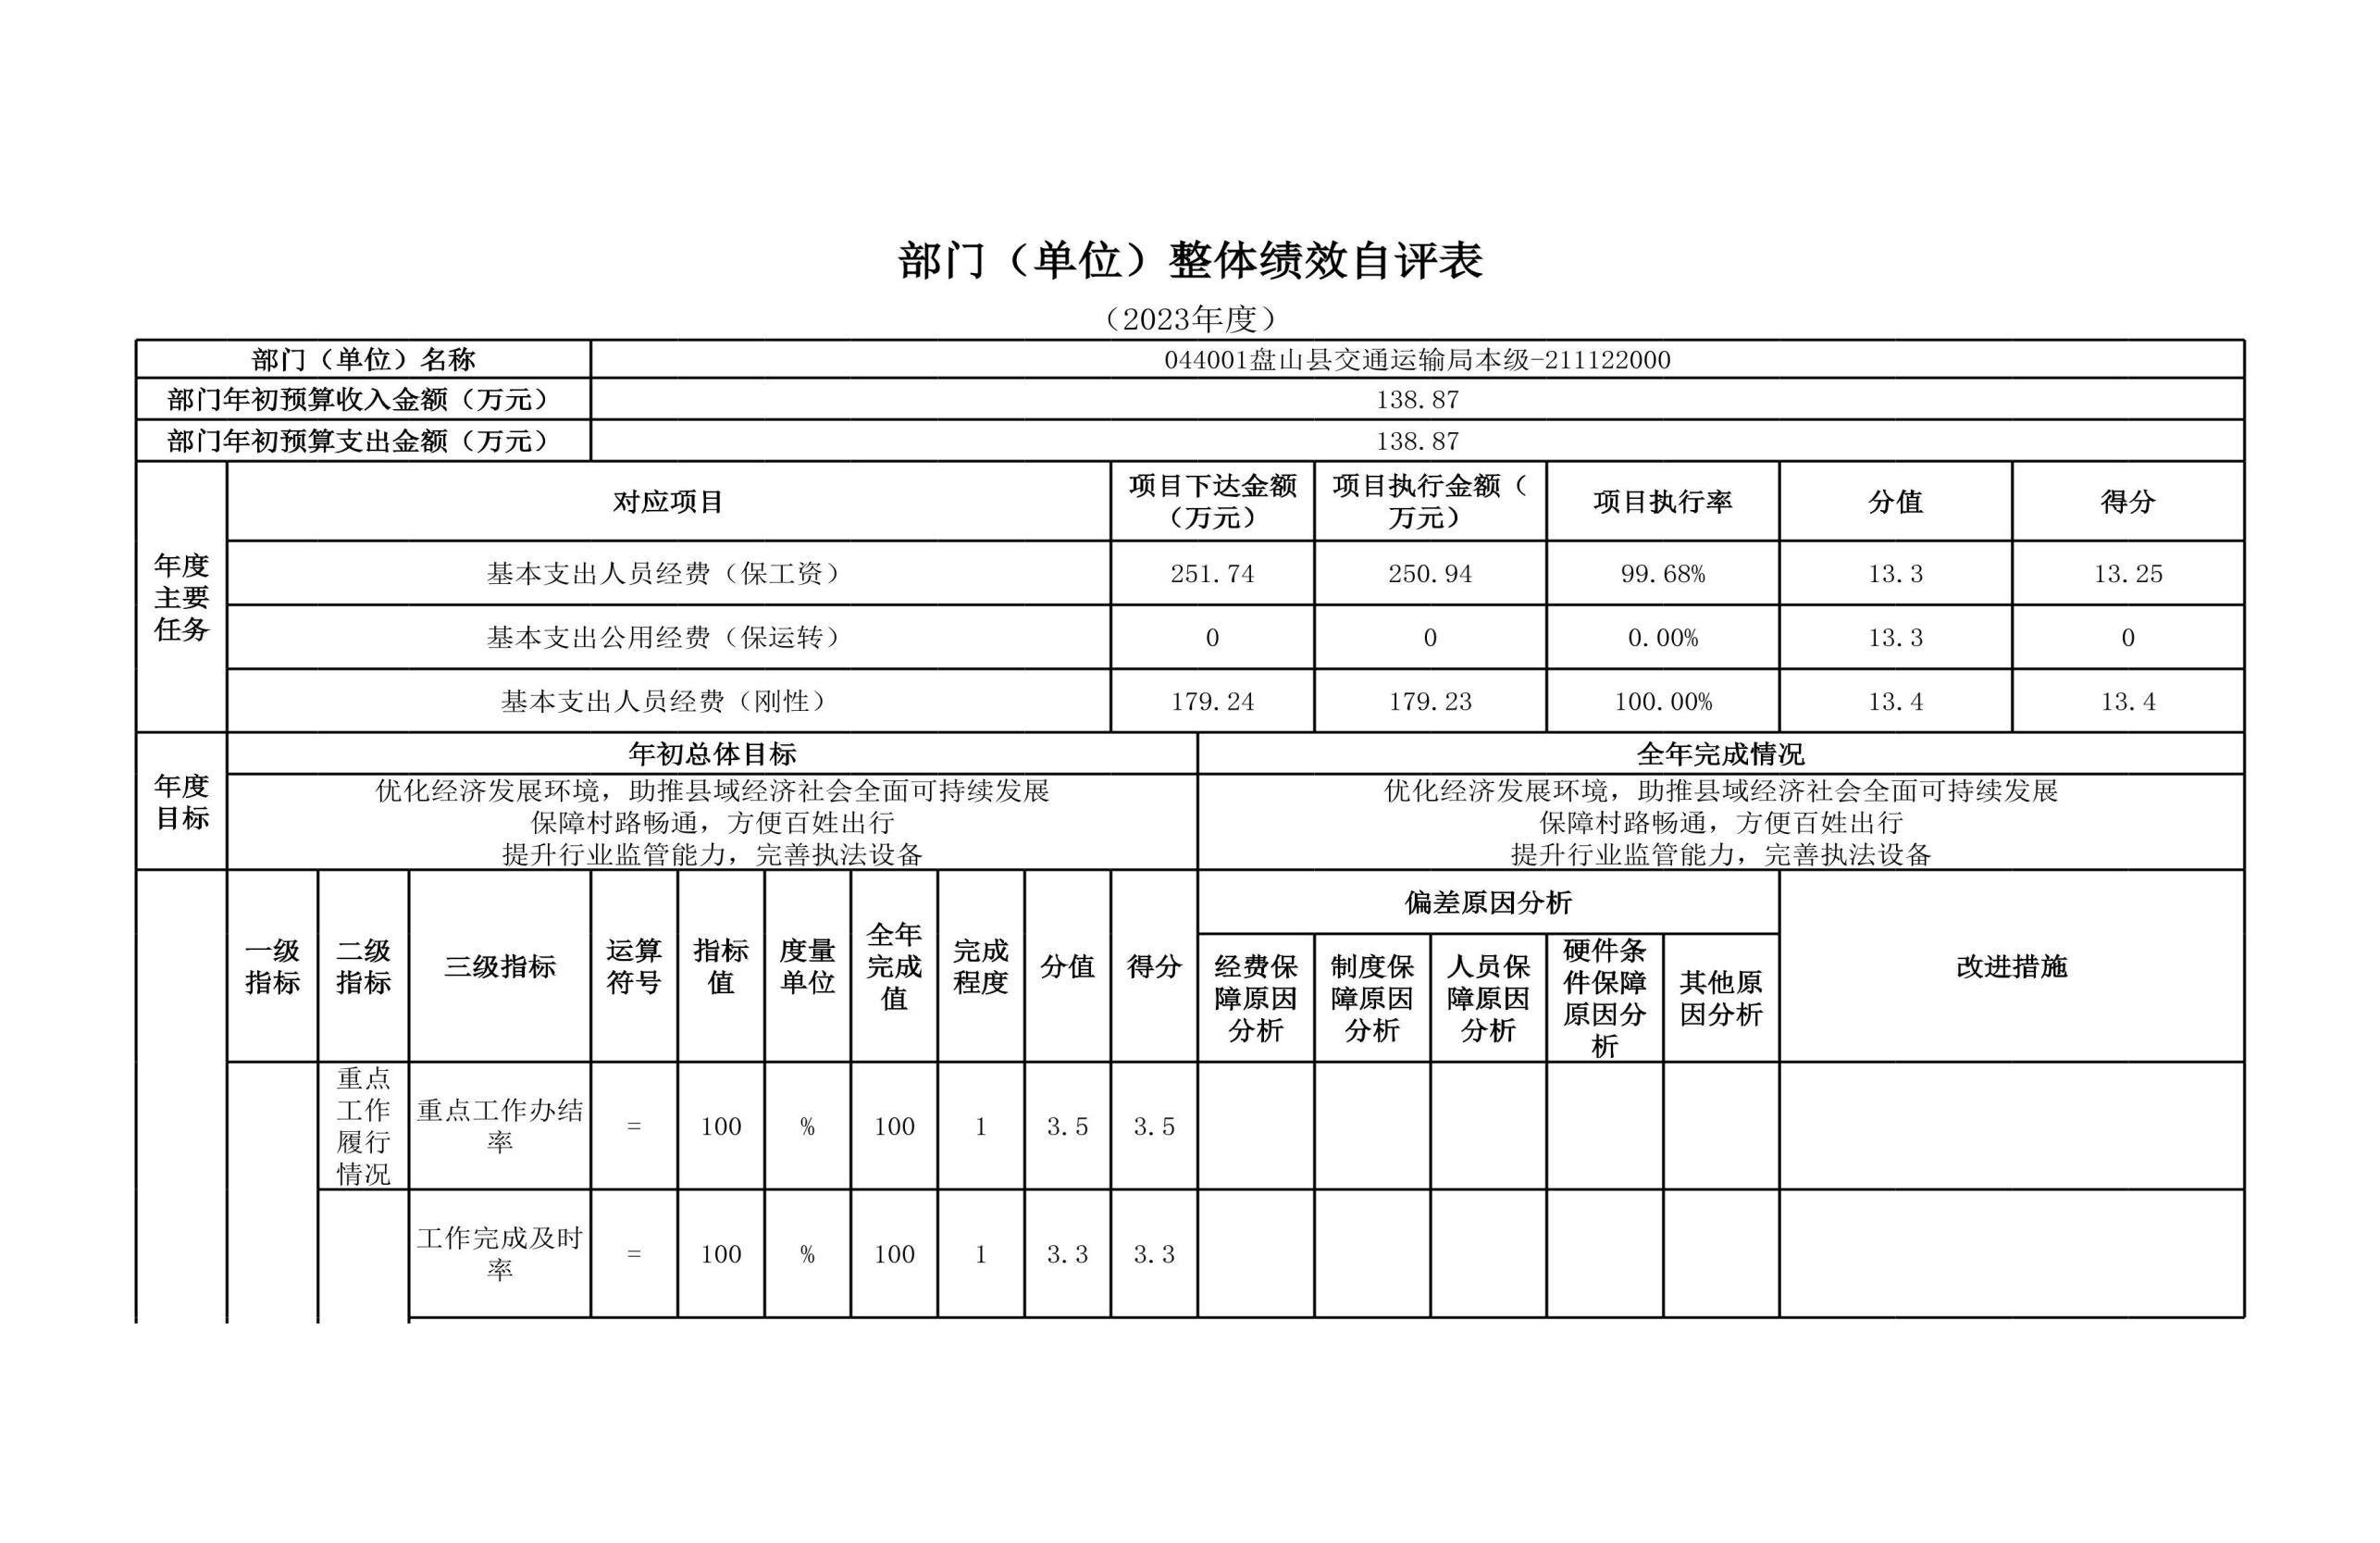 部门（单位）整体绩效自评表
（2023年度）
部门（单位）名称 044001盘山县交通运输局本级-211122000
部门年初预算收入金额（万元） 138.87
部门年初预算支出金额（万元） 138.87
年度
主要
任务
对应项目
项目下达金额
（万元）
项目执行金额（
万元）
项目执行率
分值
得分
基本支出人员经费（保工资） 251.74 250.94 99.68% 13.3 13.25
基本支出公用经费（保运转） 0 0 0.00% 13.3 0
基本支出人员经费（刚性） 179.24 179.23 100.00% 13.4 13.4
年度
目标
年初总体目标
全年完成情况
优化经济发展环境，助推县域经济社会全面可持续发展
保障村路畅通，方便百姓出行
提升行业监管能力，完善执法设备
优化经济发展环境，助推县域经济社会全面可持续发展
保障村路畅通，方便百姓出行
提升行业监管能力，完善执法设备
一级
指标
二级
指标
三级指标
运算
符号
指标
值
度量
单位
全年
完成
值
完成
程度
分值
得分
偏差原因分析
经费保
障原因
分析
制度保
障原因
分析
人员保
障原因
分析
硬件条
件保障
原因分
析
其他原
因分析
改进措施
重点
工作
履行
情况
重点工作办结
率
= 100 % 100 1 3.5 3.5
工作完成及时
率
= 100 % 100 1 3.3 3.3